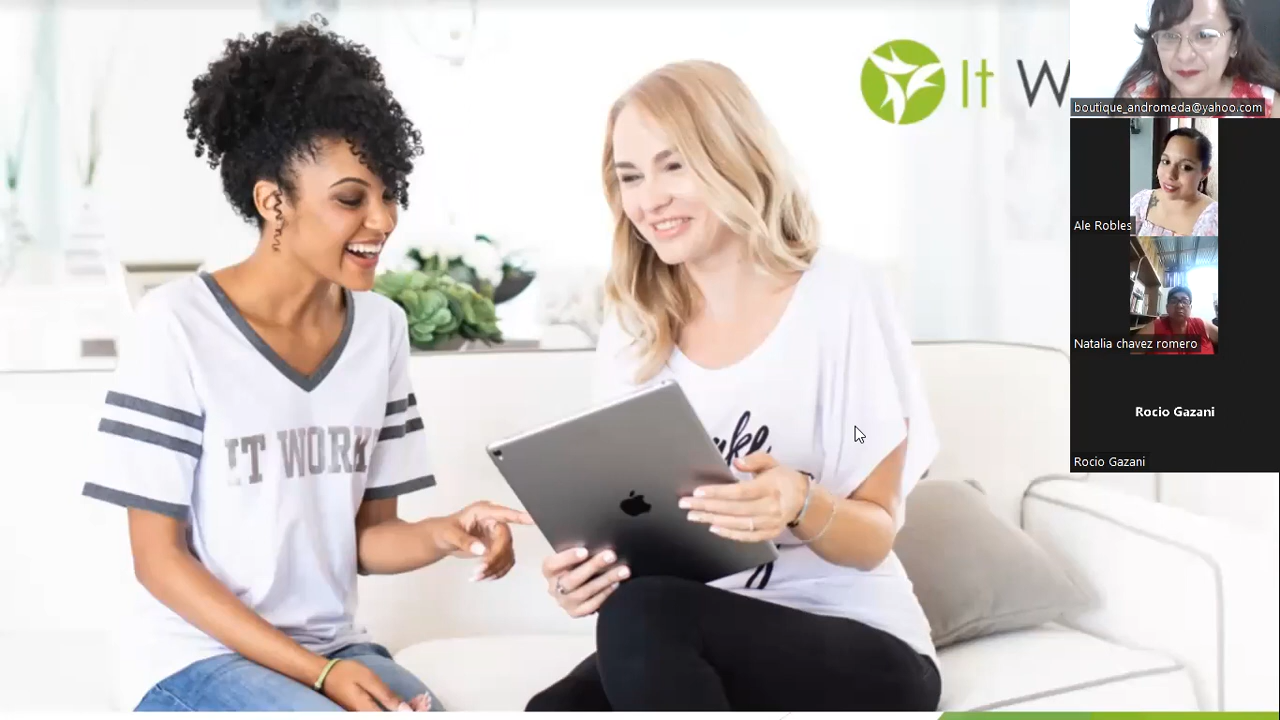 It W
boutique_andromeda@yahoo.com
Ale Robles
Natalia chavez romero
Rocio Gazani
Rocio Gazani
IT WORK